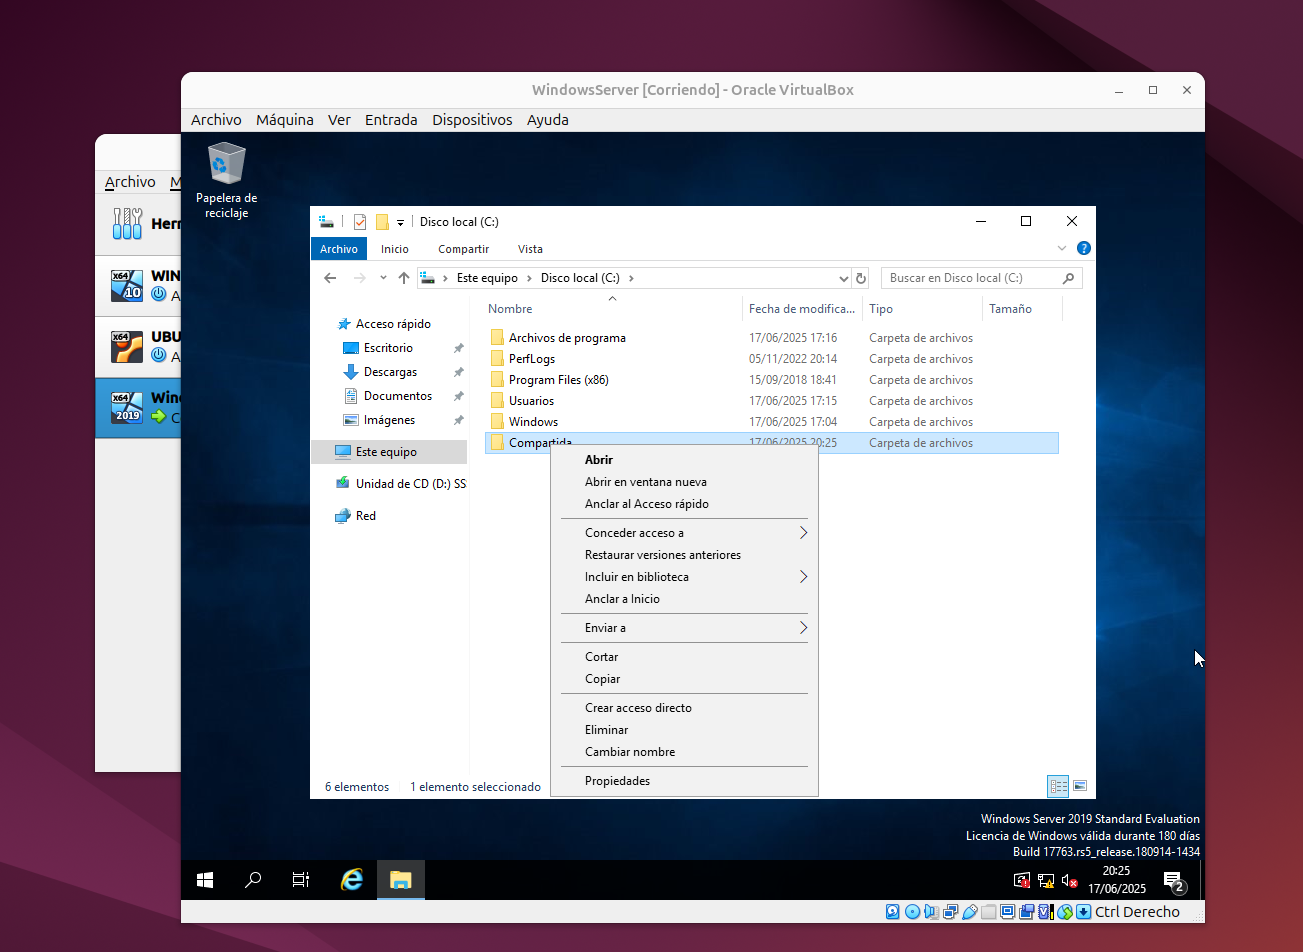 WindowsServer [Corriendo] - Oracle VirtualBox
Archivo Máquina Ver Entrada Dispositivos Ayuda
Archivo
Papelera de
reciclaje
Disco local (C:)
Archivo Inicio Compartir Vista
Este equipo Disco local (C:)
Buscar en Disco local (C:)
Nombre Fecha de modifica... Tipo Tamaño
Acceso rápido
Escritorio
Descargas
Documentos
Imágenes
Este equipo
Unidad de CD (D:) SS
Red
Archivos de programa 17/06/2025 17:16 Carpeta de archivos
PerfLogs 05/11/2022 20:14 Carpeta de archivos
Program Files (x86) 15/09/2018 18:41 Carpeta de archivos
Usuarios 17/06/2025 17:15 Carpeta de archivos
Windows 17/06/2025 17:04 Carpeta de archivos
Compartida 17/06/2025 20:25 Carpeta de archivos
Abrir
Abrir en ventana nueva
Anclar al Acceso rápido
Conceder acceso a
Restaurar versiones anteriores
Incluir en biblioteca
Anclar a Inicio
Enviar a
Cortar
Copiar
Crear acceso directo
Eliminar
Cambiar nombre
Propiedades
6 elementos 1 elemento seleccionado
x64 WIN
10
x64 UBU
x64
2019
Windows Server 2019 Standard Evaluation
Licencia de Windows válida durante 180 días
Build 17763.rs5_release.180914-1434
20:25
17/06/2025
2
Ctrl Derecho